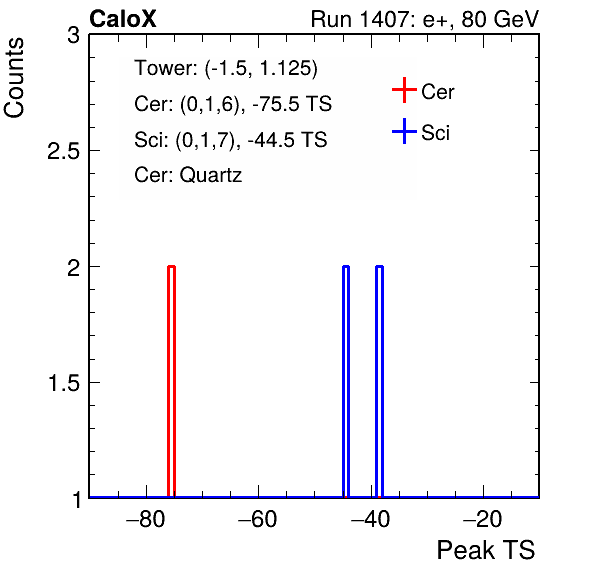 CaloX Run 1407: e+, 80 GeV
Counts
3
2.5
2
1.5
1
Tower: (-1.5, 1.125)
Cer: (0,1,6), -75.5 TS
Sci: (0,1,7), -44.5 TS
Cer: Quartz
Cer
Sci
−80 −60 −40 −20
Peak TS